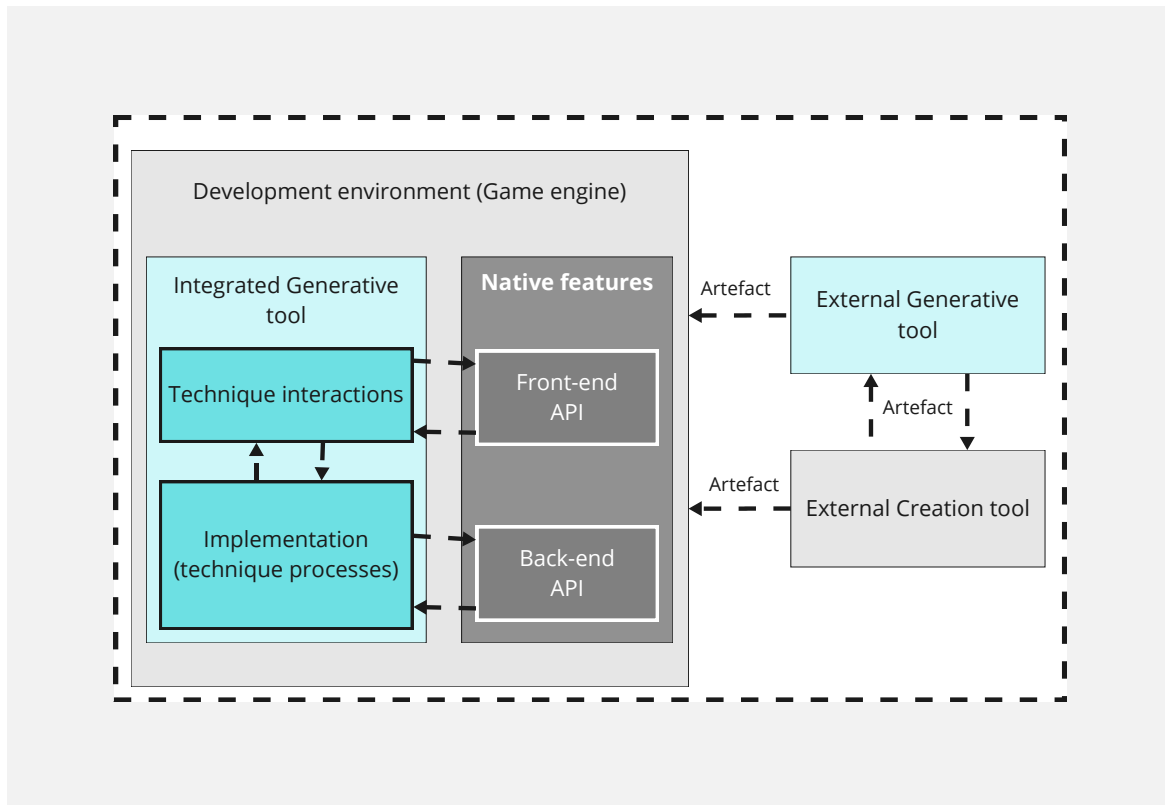 Development environment (Game engine)
Integrated Generative
tool
Technique interactions
Implementation
(technique processes)
Native features
Front-end
API
Back-end
API
Artefact
External Generative
tool
Artefact
Artefact
External Creation tool